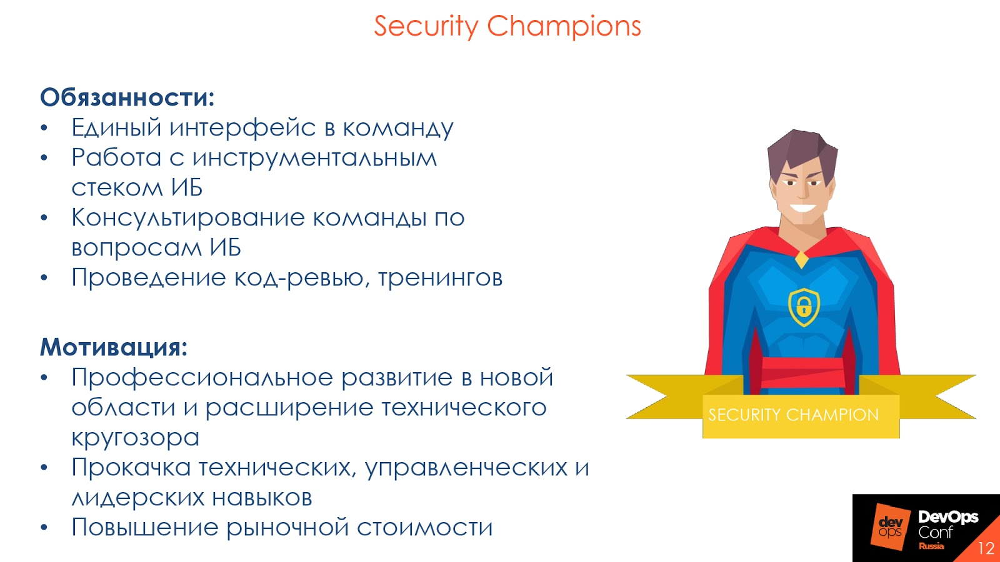 Security Champions
Обязанности:
• Единый интерфейс в команду
• Работа с инструментальным
стеком ИБ
• Консультирование команды по
вопросам ИБ
• Проведение код-ревью, тренингов
Мотивация:
• Профессиональное развитие в новой
области и расширение технического
кругозора
• Прокачка технических, управленческих и
лидерских навыков
• Повышение рыночной стоимости
SECURITY CHAMPION
dev
ops
DevOps
Conf
Russia
12